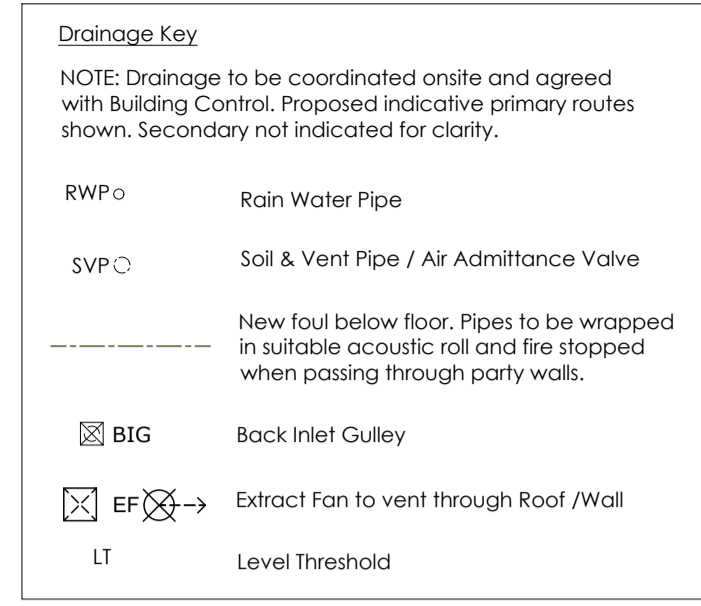 Drainage Key
NOTE: Drainage to be coordinated onsite and agreed
with Building Control. Proposed indicative primary routes
shown. Secondary not indicated for clarity.
RWP Rain Water Pipe
SVP Soil & Vent Pipe / Air Admittance Valve
New foul below floor. Pipes to be wrapped
in suitable acoustic roll and fire stopped
when passing through party walls.
BIG Back Inlet Gulley
EF Extract Fan to vent through Roof /Wall
LT Level Threshold